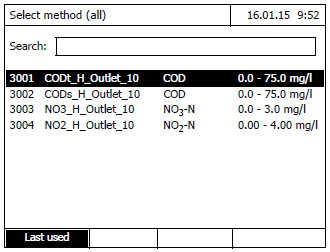 Select method (all) 16.01.15 9:52
Search:
3001 CODt_H_Outlet_10 COD 0.0 - 75.0 mg/l
3002 CODs_H_Outlet_10 COD 0.0 - 75.0 mg/l
3003 NO3_H_Outlet_10 NO₃-N 0.0 - 3.0 mg/l
3004 NO2_H_Outlet_10 NO₂-N 0.00 - 4.00 mg/l
Last used